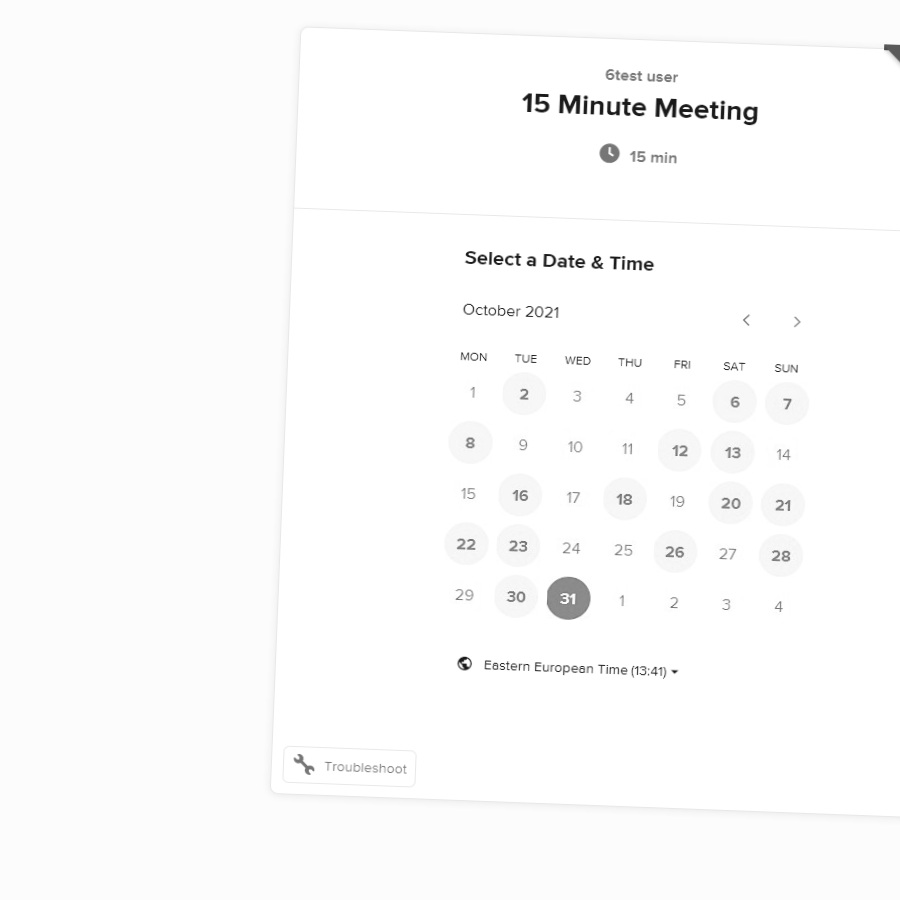 6test user
15 Minute Meeting
15 min
Select a Date & Time
October 2021
MON TUE WED THU FRI SAT SUN
1 2 3 4 5 6 7
8 9 10 11 12 13 14
15 16 17 18 19 20 21
22 23 24 25 26 27 28
29 30 31 1 2 3 4
Eastern European Time (13:41)
Troubleshoot